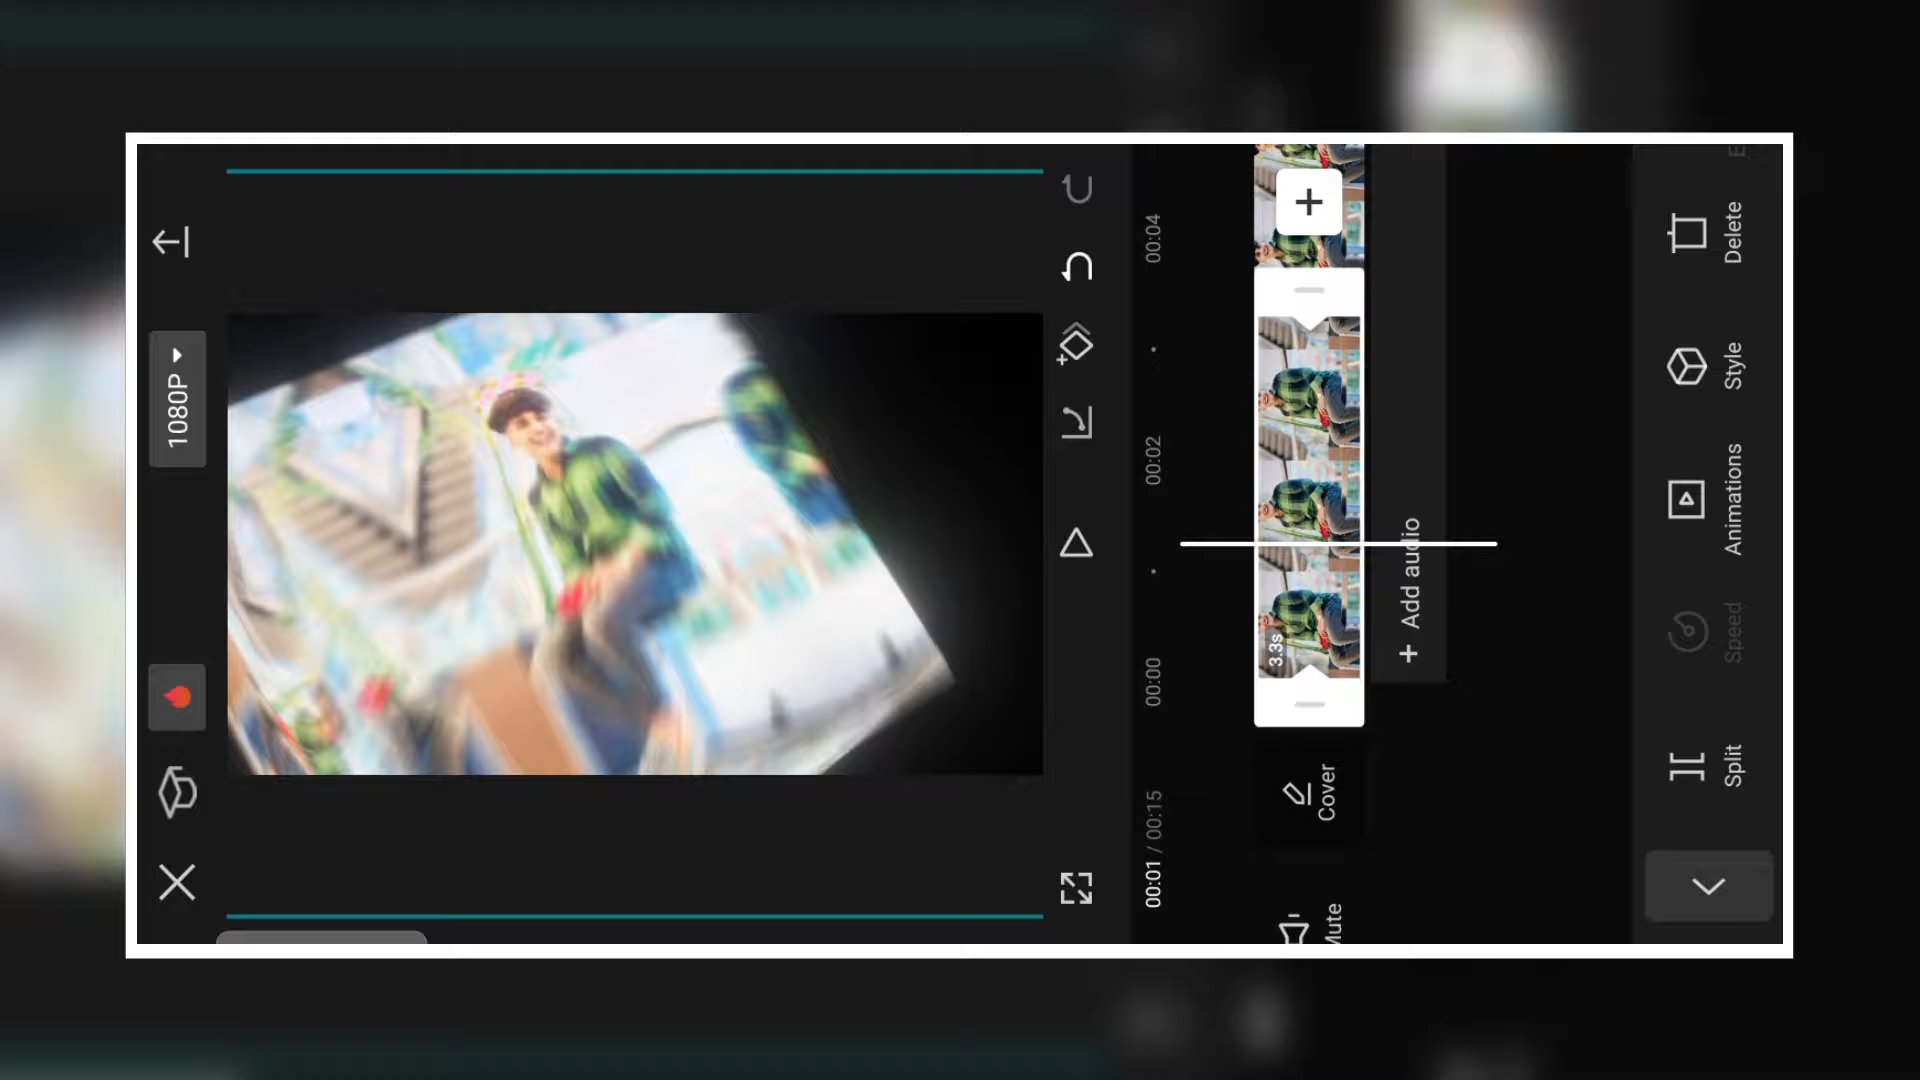 1080P
00:01 / 00:15
00:00
00:02
00:04
Mute
Cover
3.3s
+ Add audio
Split
Speed
Animations
Style
Delete